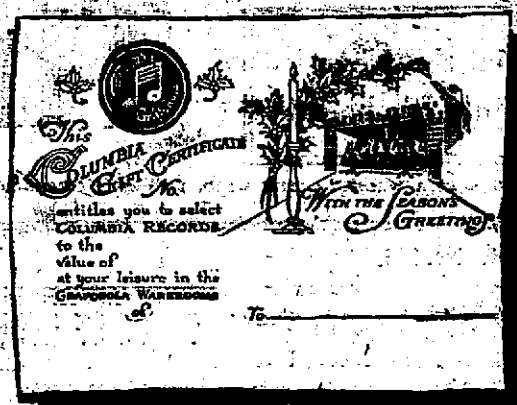 This
COLUMBIA
GIFT CERTIFICATE
No.
entitles you to select
COLUMBIA RECORDS
to the
value of
at your leisure in the
GRAFONOLA WAREROOMS
of
WITH THE SEASON'S
GREETINGS
To